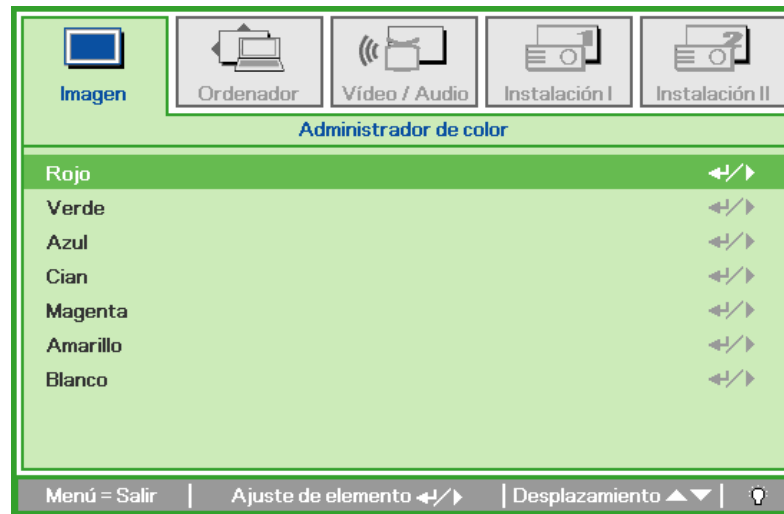 Imagen Ordenador Vídeo / Audio Instalación I Instalación II
Administrador de color
Rojo
Verde
Azul
Cian
Magenta
Amarillo
Blanco
Menú = Salir | Ajuste de elemento ↵/▶ | Desplazamiento ▲▼ |